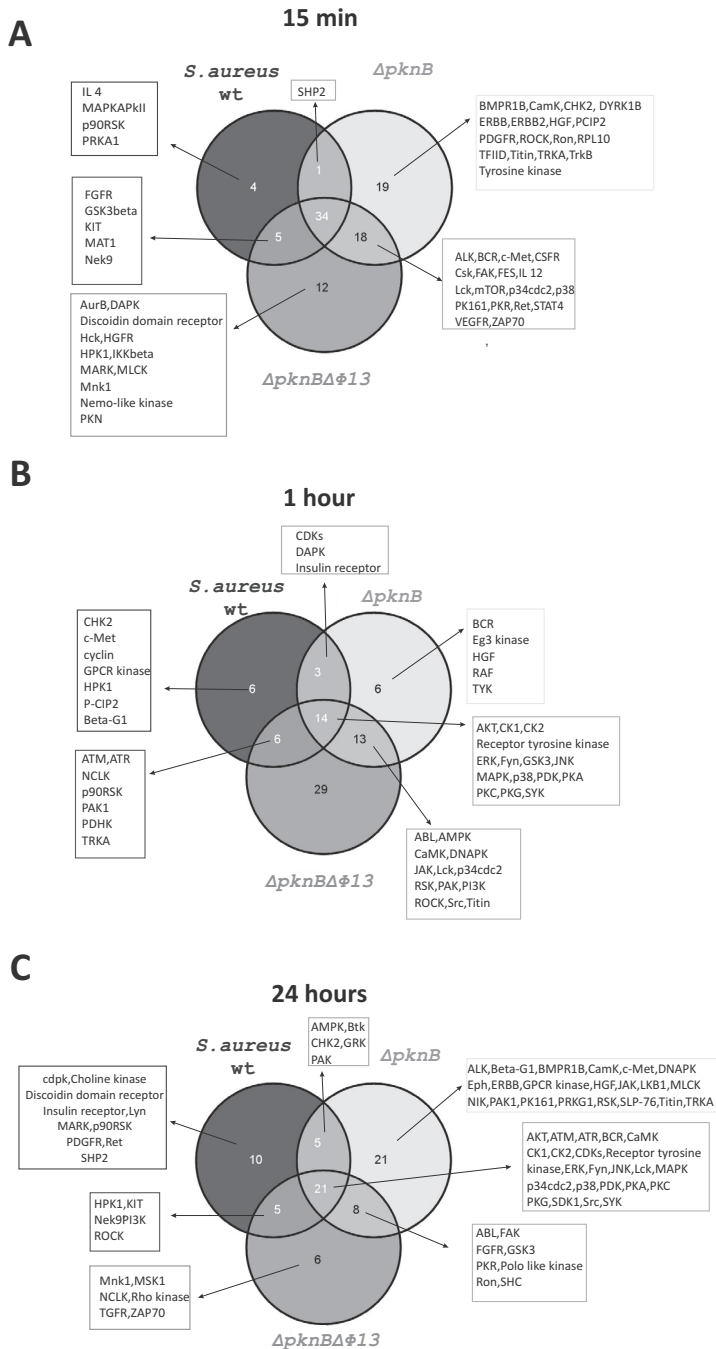 A
15 min
S.aureus
wt
ΔpknB
SHP2
IL 4
MAPKAPkII
p90RSK
PRKA1
BMPR1B,CamK,CHK2, DYRK1B
ERBB,ERBB2,HGF,PCIP2
PDGFR,ROCK,Ron,RPL10
TFIID,Titin,TRKA,TrkB
Tyrosine kinase
4
1
19
34
5
18
12
FGFR
GSK3beta
KIT
MAT1
Nek9
ALK,BCR,c-Met,CSFR
Csk,FAK,FES,IL 12
Lck,mTOR,p34cdc2,p38
PK161,PKR,Ret,STAT4
VEGFR,ZAP70
,
AurB,DAPK
Discoidin domain receptor
Hck,HGFR
HPK1,IKKbeta
MARK,MLCK
Mnk1
Nemo-like kinase
PKN
ΔpknBΔΦ13
B
1 hour
CDKs
DAPK
Insulin receptor
S.aureus
wt
ΔpknB
CHK2
c-Met
cyclin
GPCR kinase
HPK1
P-CIP2
Beta-G1
BCR
Eg3 kinase
HGF
RAF
TYK
6
3
6
14
6
13
29
AKT,CK1,CK2
Receptor tyrosine kinase
ERK,Fyn,GSK3,JNK
MAPK,p38,PDK,PKA
PKC,PKG,SYK
ATM,ATR
NCLK
p90RSK
PAK1
PDHK
TRKA
ABL,AMPK
CaMK,DNAPK
JAK,Lck,p34cdc2
RSK,PAK,PI3K
ROCK,Src,Titin
ΔpknBΔΦ13
C
24 hours
AMPK,Btk
CHK2,GRK
PAK
S.aureus
wt
ΔpknB
cdpk,Choline kinase
Discoidin domain receptor
Insulin receptor,Lyn
MARK,p90RSK
PDGFR,Ret
SHP2
ALK,Beta-G1,BMPR1B,CamK,c-Met,DNAPK
Eph,ERBB,GPCR kinase,HGF,JAK,LKB1,MLCK
NIK,PAK1,PK161,PRKG1,RSK,SLP-76,Titin,TRKA
10
5
21
21
5
8
6
AKT,ATM,ATR,BCR,CaMK
CK1,CK2,CDKs,Receptor tyrosine
kinase,ERK,Fyn,JNK,Lck,MAPK
p34cdc2,p38,PDK,PKA,PKC
PKG,SDK1,Src,SYK
HPK1,KIT
Nek9PI3K
ROCK
ABL,FAK
FGFR,GSK3
PKR,Polo like kinase
Ron,SHC
Mnk1,MSK1
NCLK,Rho kinase
TGFR,ZAP70
ΔpknBΔΦ13